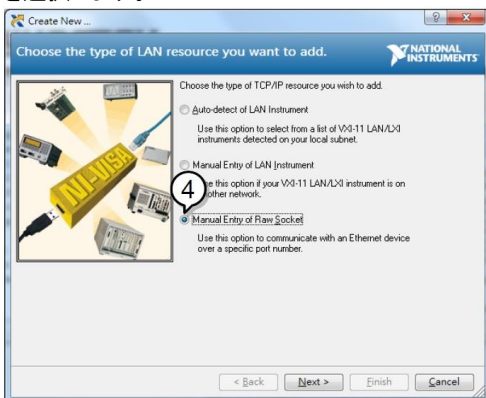 Create New ...
Choose the type of LAN resource you want to add.
NATIONAL
INSTRUMENTS
Choose the type of TCP/IP resource you wish to add.
Auto-detect of LAN Instrument
Use this option to select from a list of VXI-11 LAN/LXI
instruments detected on your local subnet.
Manual Entry of LAN Instrument
this option if your VXI-11 LAN/LXI instrument is on
other network.
4
Manual Entry of Raw Socket
Use this option to communicate with an Ethernet device
over a specific port number.
NI-VISA
< Back
Next >
Finish
Cancel